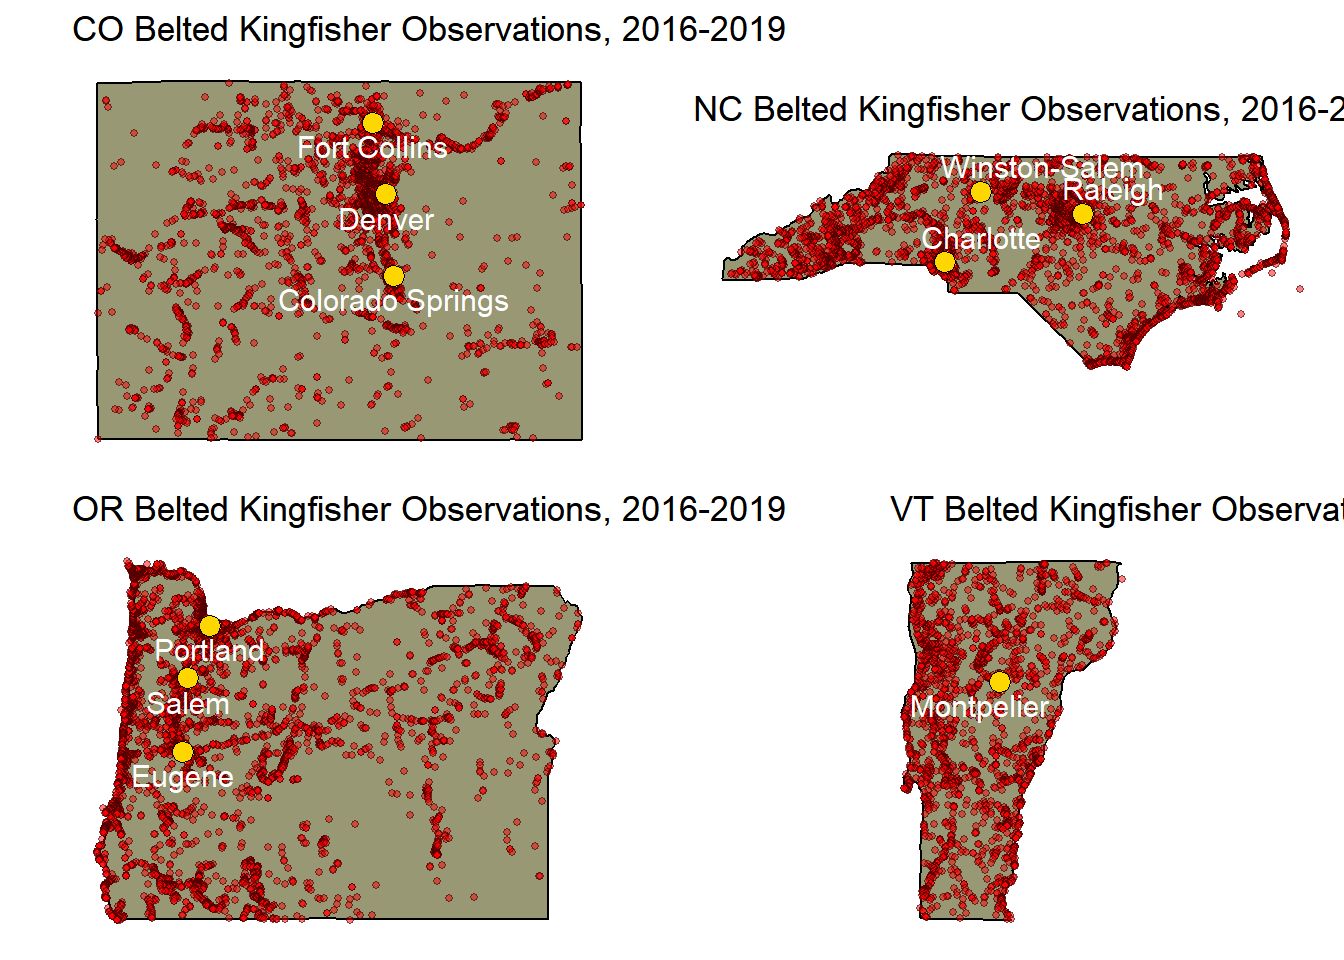 CO Belted Kingfisher Observations, 2016-2019
Fort Collins
Denver
Colorado Springs
NC Belted Kingfisher Observations, 2016-2
Winston-Salem
Raleigh
Charlotte
OR Belted Kingfisher Observations, 2016-2019
Portland
Salem
Eugene
VT Belted Kingfisher Observat
Montpelier